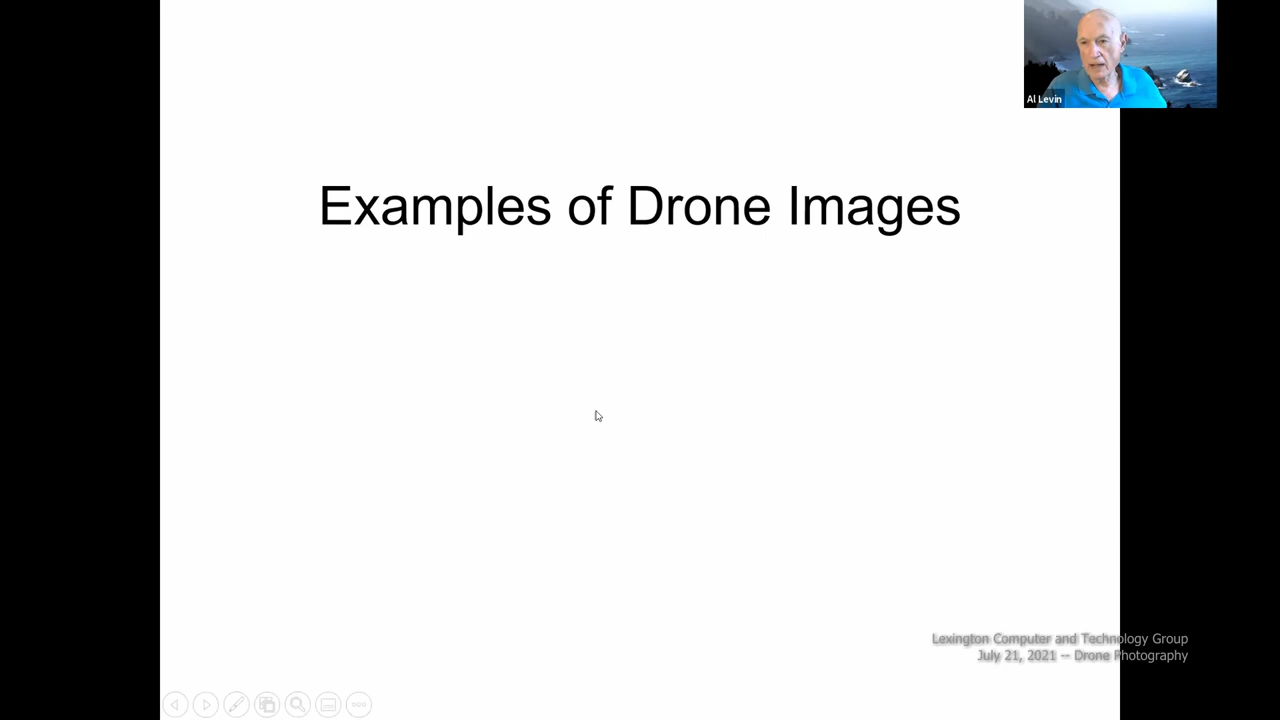 Al Levin
Examples of Drone Images
Lexington Computer and Technology Group
July 21, 2021 -- Drone Photography